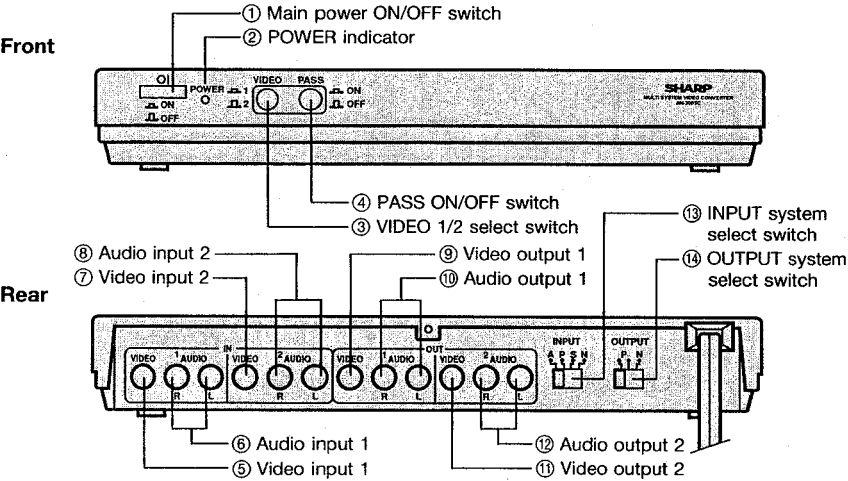 ① Main power ON/OFF switch
② POWER indicator
Front
POWER
VIDEO PASS
1
2
ON
OFF
ON
OFF
SHARP
MULTI SYSTEM VIDEO CONVERTER
④ PASS ON/OFF switch
③ VIDEO 1/2 select switch
⑬ INPUT system
select switch
⑭ OUTPUT system
select switch
⑧ Audio input 2
⑦ Video input 2
⑨ Video output 1
⑩ Audio output 1
Rear
IN
OUT
VIDEO 1 AUDIO VIDEO 2 AUDIO VIDEO 1 AUDIO VIDEO 2 AUDIO
R L R L R L R L
INPUT
A P S N
OUTPUT
P N
⑥ Audio input 1
⑤ Video input 1
⑫ Audio output 2
⑪ Video output 2